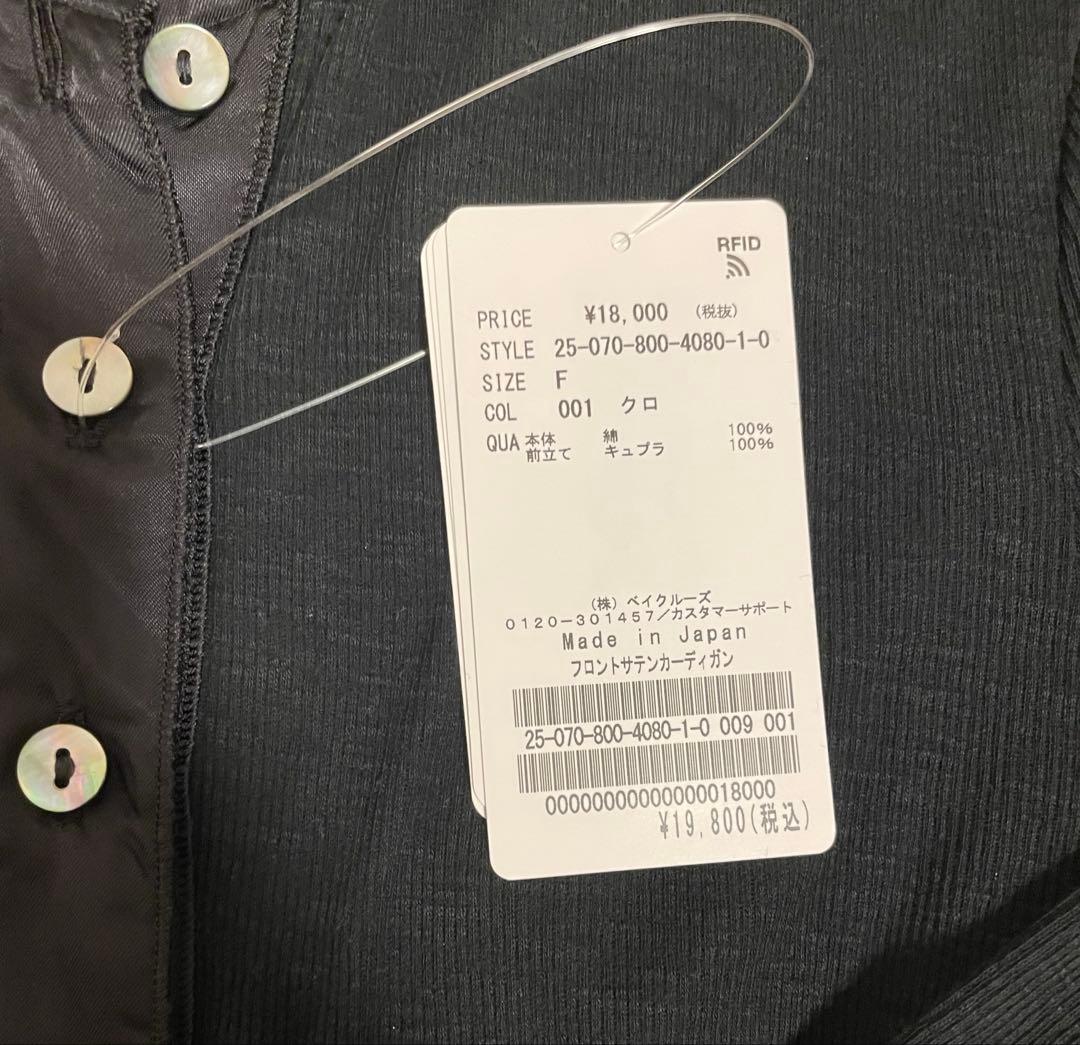 RFID
PRICE ¥18,000 (税抜)
STYLE 25-070-800-4080-1-0
SIZE F
COL 001 クロ
QUA 本体 綿 100%
前立て キュプラ 100%
(株) ベイクルーズ
0120-301457/カスタマーサポート
Made in Japan
フロントサテンカーディガン
25-070-800-4080-1-0 009 001
00000000000000018000
¥19,800(税込)